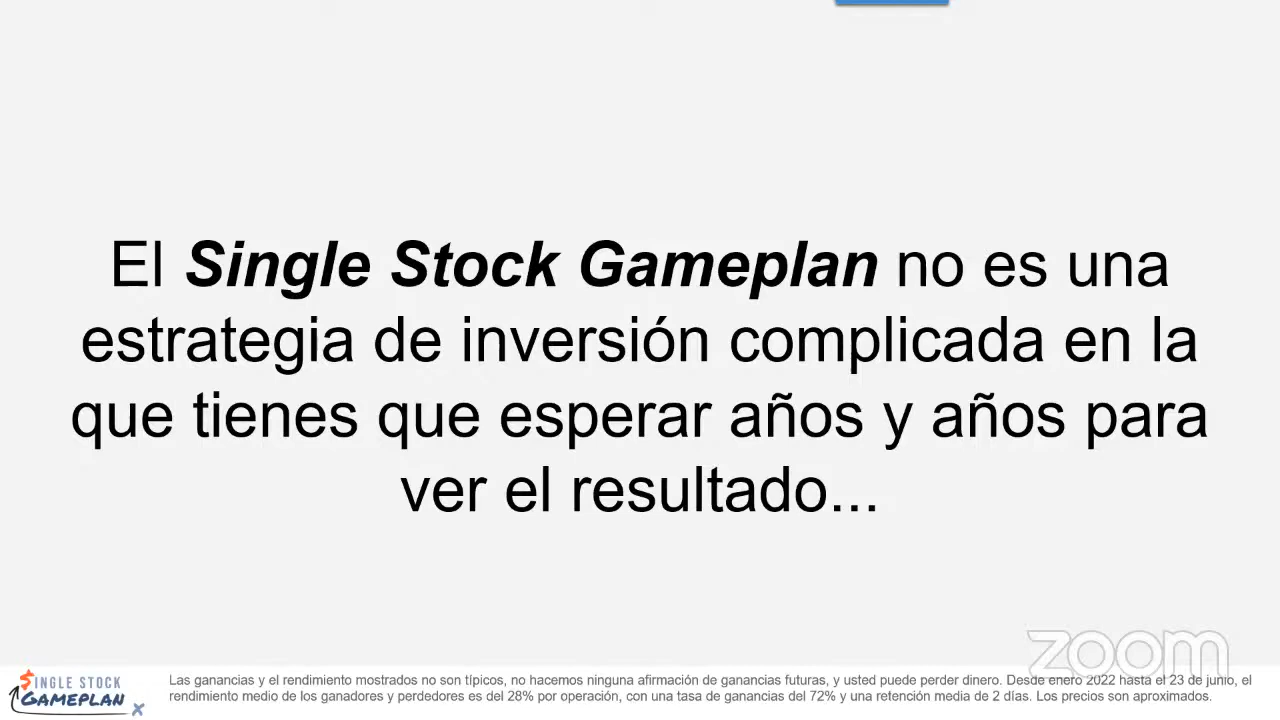 El Single Stock Gameplan no es una
estrategia de inversión complicada en la
que tienes que esperar años y años para
ver el resultado...
zoom
$INGLE STOCK
GAMEPLAN
Las ganancias y el rendimiento mostrados no son típicos, no hacemos ninguna afirmación de ganancias futuras, y usted puede perder dinero. Desde enero 2022 hasta el 23 de junio, el
rendimiento medio de los ganadores y perdedores es del 28% por operación, con una tasa de ganancias del 72% y una retención media de 2 días. Los precios son aproximados.